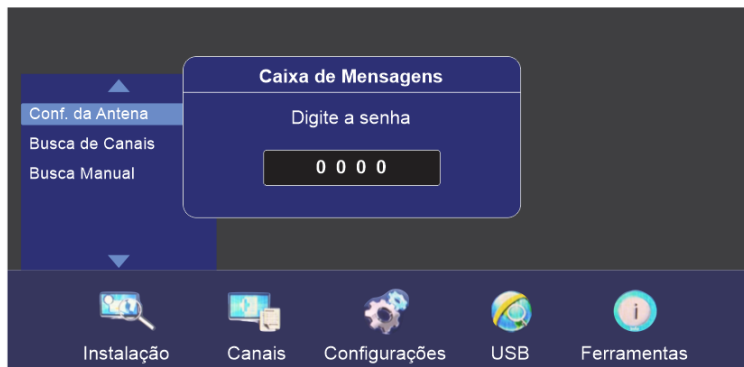 Caixa de Mensagens
Digite a senha
0 0 0 0
Conf. da Antena
Busca de Canais
Busca Manual
Instalação Canais Configurações USB Ferramentas